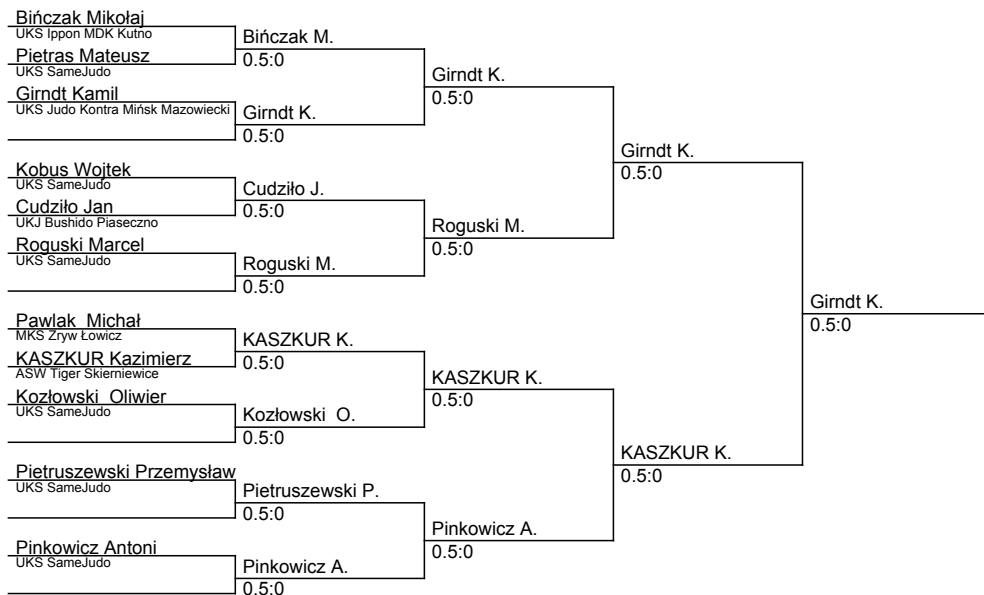 Bińczak Mikołaj
UKS Ippon MDK Kutno
Pietras Mateusz
UKS SameJudo
Girndt Kamil
UKS Judo Kontra Mińsk Mazowiecki
Kobus Wojtek
UKS SameJudo
Cudziło Jan
UKJ Bushido Piaseczno
Roguski Marcel
UKS SameJudo
Pawlak  Michał
MKS Zryw Łowicz
KASZKUR Kazimierz
ASW Tiger Skierniewice
Kozłowski  Oliwier
UKS SameJudo
Pietruszewski Przemysław
UKS SameJudo
Pinkowicz Antoni
UKS SameJudo
Bińczak M.
0.5:0
Girndt K.
0.5:0
Cudziło J.
0.5:0
Roguski M.
0.5:0
KASZKUR K.
0.5:0
Kozłowski  O.
0.5:0
Pietruszewski P.
0.5:0
Pinkowicz A.
0.5:0
Girndt K.
0.5:0
Roguski M.
0.5:0
KASZKUR K.
0.5:0
Pinkowicz A.
0.5:0
Girndt K.
0.5:0
KASZKUR K.
0.5:0
Girndt K.
0.5:0